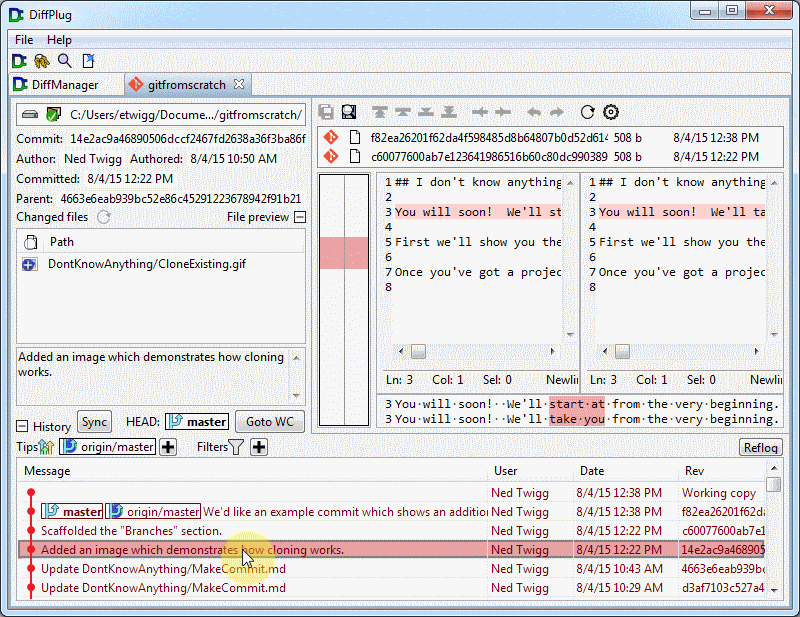 DiffPlug
File Help
DiffManager
gitfromscratch
C:/Users/etwigg/Docume.../gitfromscratch/
Commit: 14e2ac9a46890506dccf2467fd2638a36f3ba86f
Author: Ned Twigg Authored: 8/4/15 10:50 AM
Committed: 8/4/15 12:22 PM
Parent: 4663e6eab939bc52e86c45291223678942f91b21
Changed files File preview
Path
DontKnowAnything/CloneExisting.gif
Added an image which demonstrates how cloning
works.
History Sync HEAD: master Goto WC
f82ea26201f62da4f598485d8b64807b0d52d614 508 b 8/4/15 12:38 PM
c60077600ab7e123641986516b60c80dc990389 508 b 8/4/15 12:22 PM
1 ## I don't know anything
2
3 You will soon! We'll st
4
5 First we'll show you the
6
7 Once you've got a projec
8
Ln: 3 Col: 1 Sel: 0 Newlin
1 ## I don't know anything
2
3 You will soon! We'll ta
4
5 First we'll show you the
6
7 Once you've got a projec
8
Ln: 3 Col: 1 Sel: 0 Newlin
3 You·will·soon!··We'll·start·at·from·the·very·beginning.
3 You·will·soon!··We'll·take·you·from·the·very·beginning.
Tips origin/master Filters Reflog
Message User Date Rev
Ned Twigg 8/4/15 12:38 PM Working copy
master origin/master We'd like an example commit which shows an addition Ned Twigg 8/4/15 12:38 PM f82ea26201f62da
Scaffolded the "Branches" section. Ned Twigg 8/4/15 12:22 PM c60077600ab7e1
Added an image which demonstrates how cloning works. Ned Twigg 8/4/15 12:22 PM 14e2ac9a468905
Update DontKnowAnything/MakeCommit.md Ned Twigg 8/4/15 10:43 AM 4663e6eab939bc
Update DontKnowAnything/MakeCommit.md Ned Twigg 8/4/15 10:29 AM d3af7103c527a4